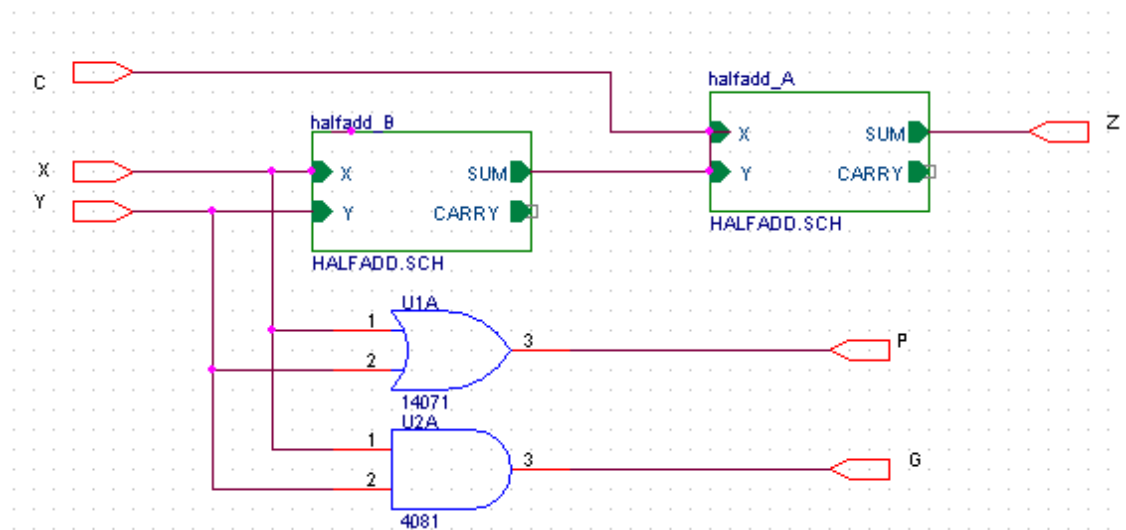 C
halfadd_A
X
SUM
Z
Y
CARRY
HALFADD.SCH
halfadd_B
X
X
SUM
Y
Y
CARRY
HALFADD.SCH
U1A
1
2
3
P
14071
U2A
1
2
3
G
4081